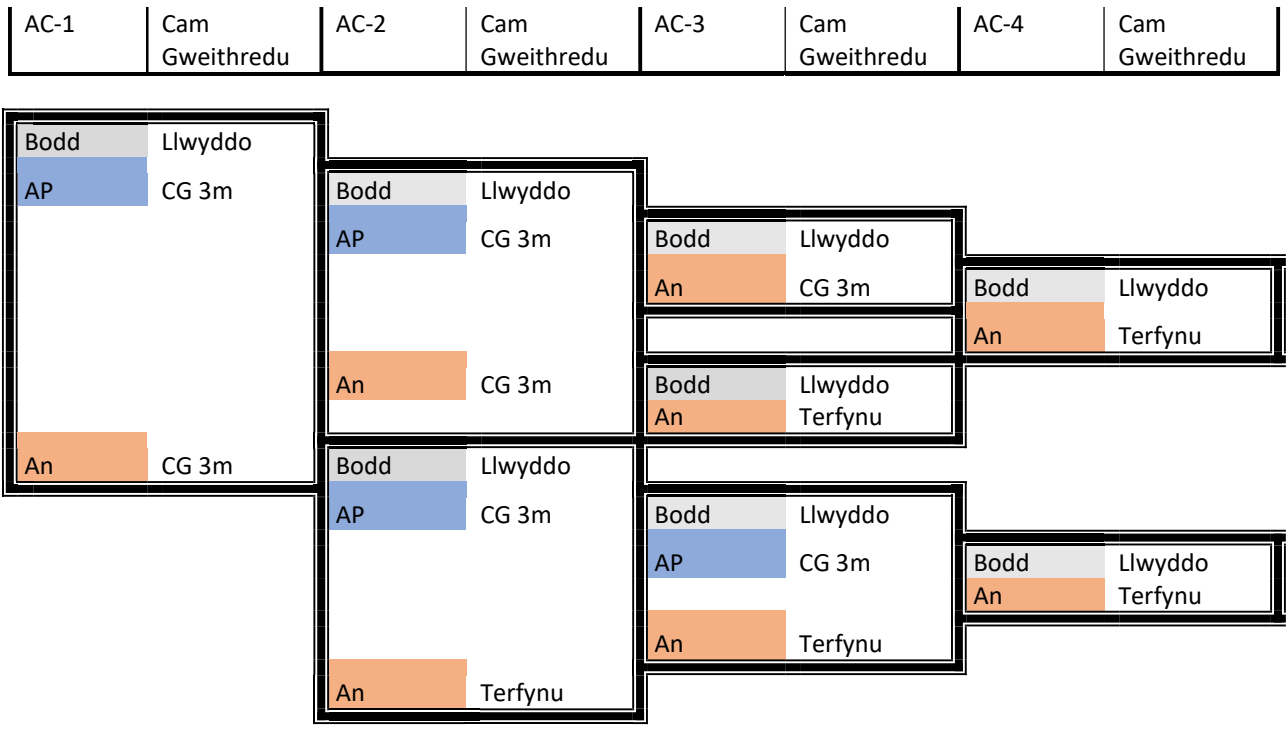 AC-1 Cam Gweithredu AC-2 Cam Gweithredu AC-3 Cam Gweithredu AC-4 Cam Gweithredu
Bodd Llwyddo
AP CG 3m Bodd Llwyddo
AP CG 3m Bodd Llwyddo
An CG 3m Bodd Llwyddo
An Terfynu
An CG 3m Bodd Llwyddo
An Terfynu
An CG 3m Bodd Llwyddo
AP CG 3m Bodd Llwyddo
AP CG 3m Bodd Llwyddo
An Terfynu
An Terfynu
An Terfynu